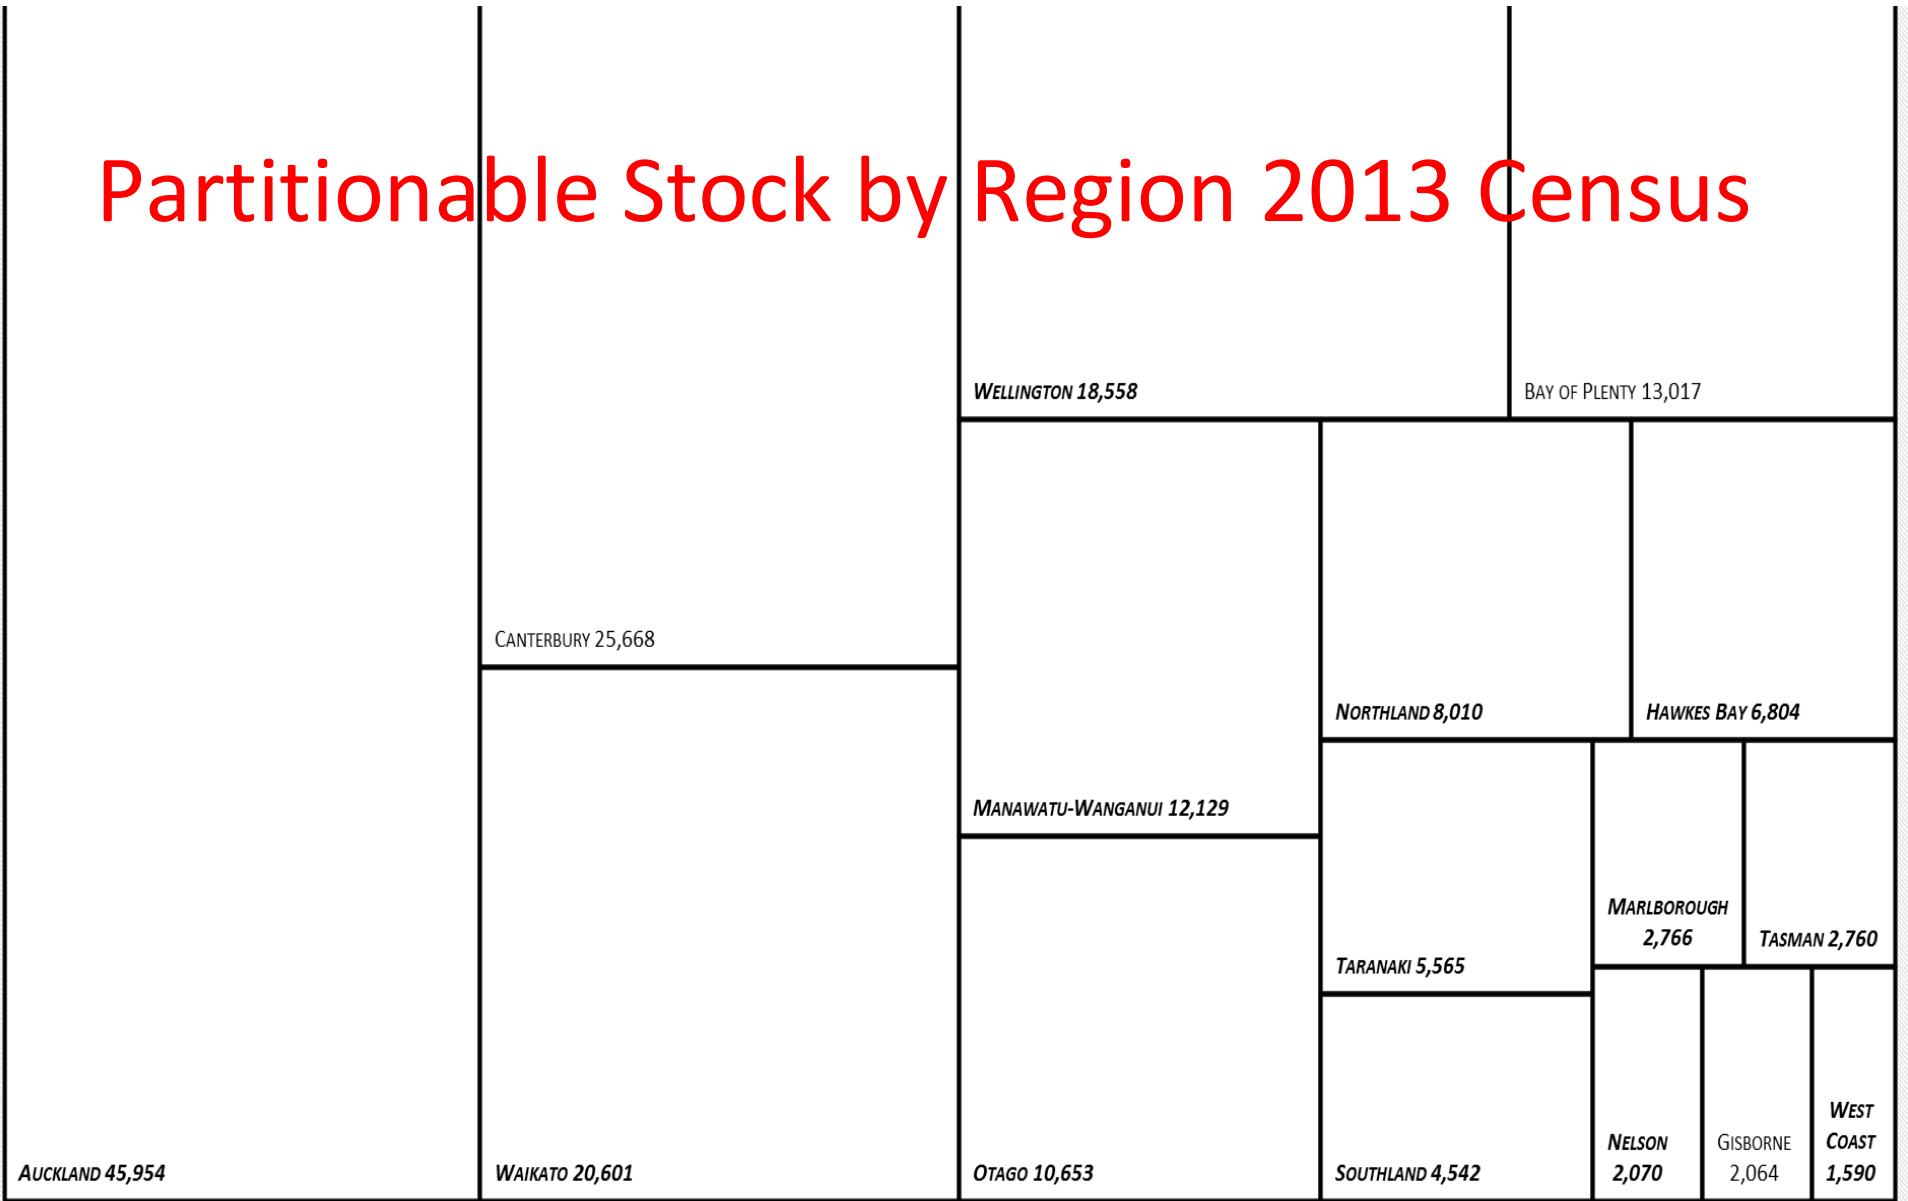 Partitionable Stock by Region 2013 Census
WELLINGTON 18,558
BAY OF PLENTY 13,017
CANTERBURY 25,668
NORTHLAND 8,010
HAWKES BAY 6,804
MANAWATU-WANGANUI 12,129
MARLBOROUGH
2,766
TASMAN 2,760
TARANAKI 5,565
AUCKLAND 45,954
WAIKATO 20,601
OTAGO 10,653
SOUTHLAND 4,542
NELSON
2,070
GISBORNE
2,064
WEST
COAST
1,590